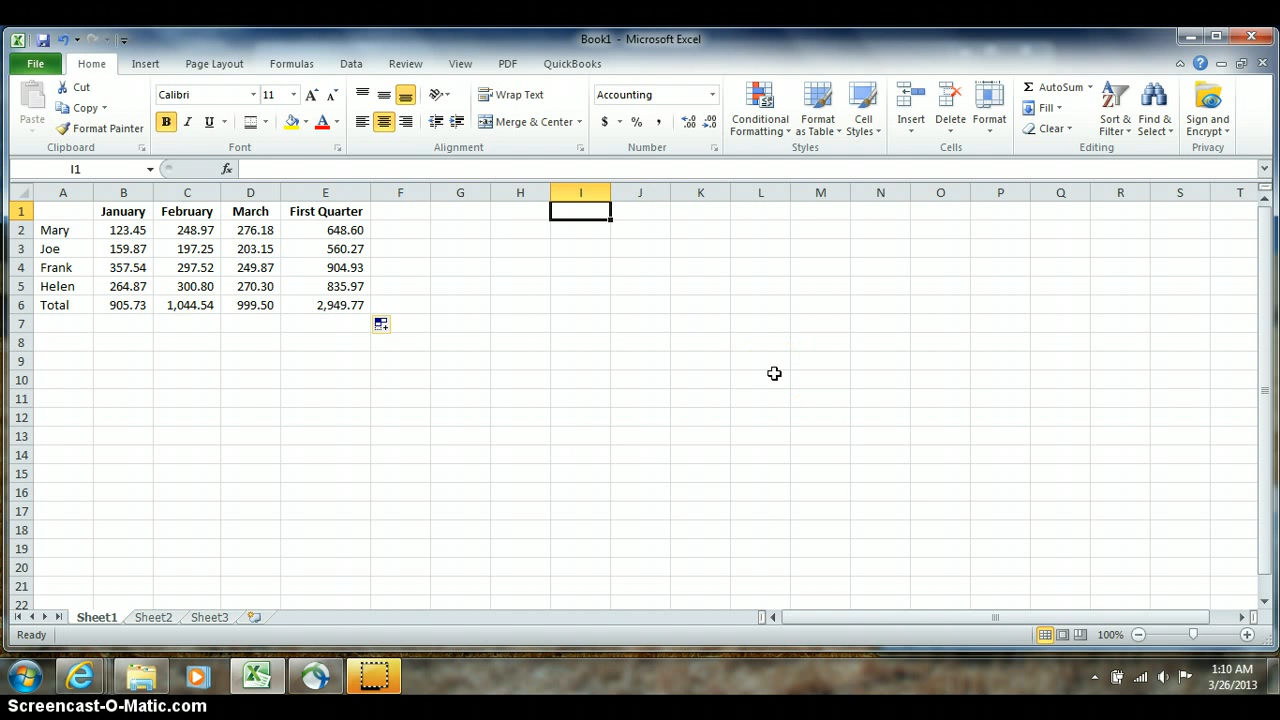 Book1 - Microsoft Excel
File Home Insert Page Layout Formulas Data Review View PDF QuickBooks
Paste
Cut
Copy
Format Painter
Clipboard
Calibri 11
B I U
Font
Wrap Text
Merge & Center
Alignment
Accounting
$ % ,
Number
Conditional Formatting
Format as Table
Cell Styles
Styles
Insert Delete Format
Cells
AutoSum
Fill
Clear
Sort & Filter
Find & Select
Editing
Sign and Encrypt
Privacy
I1 fx
A B C D E F G H I J K L M N O P Q R S T
1 January February March First Quarter
2 Mary 123.45 248.97 276.18 648.60
3 Joe 159.87 197.25 203.15 560.27
4 Frank 357.54 297.52 249.87 904.93
5 Helen 264.87 300.80 270.30 835.97
6 Total 905.73 1,044.54 999.50 2,949.77
7
8
9
10
11
12
13
14
15
16
17
18
19
20
21
22
Sheet1 Sheet2 Sheet3
Ready 100%
1:10 AM
3/26/2013
Screencast-O-Matic.com